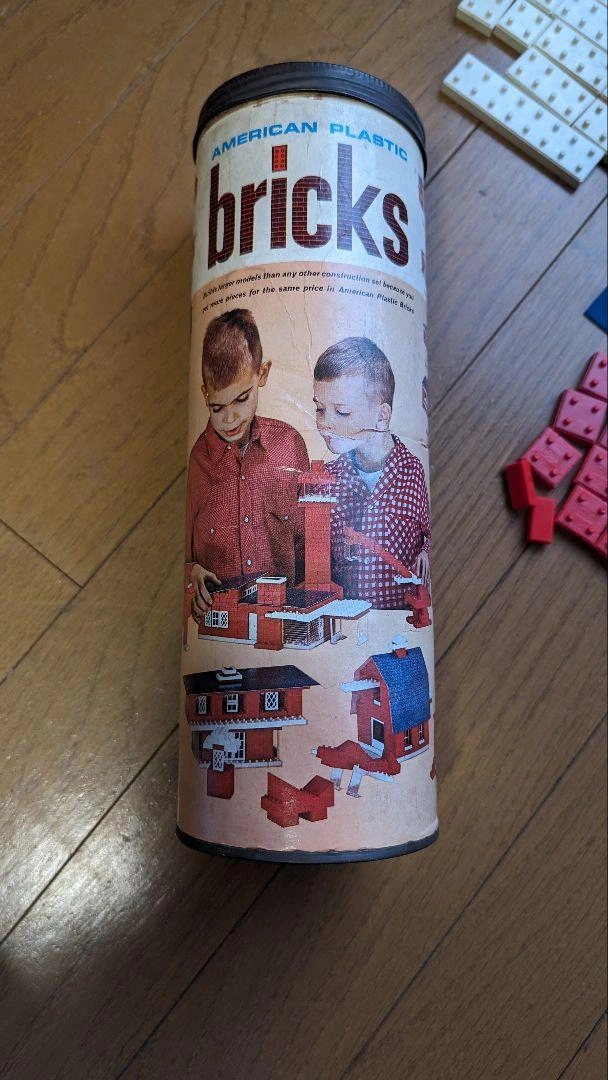 AMERICAN PLASTIC
bricks
Builds larger models than any other construction set because you
get more pieces for the same price in American Plastic Bricks